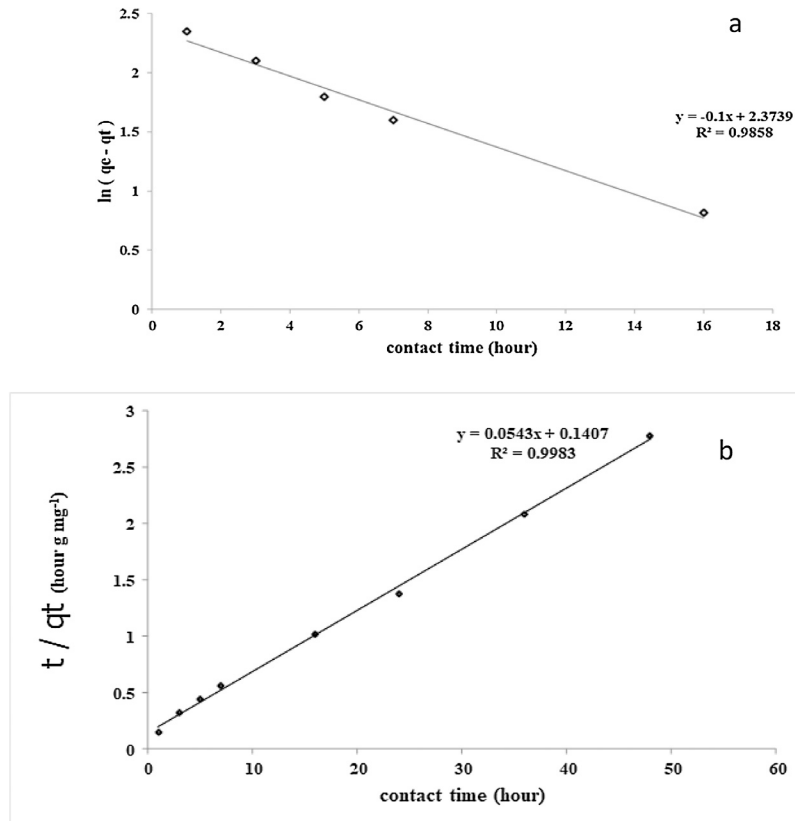 a
2.5
2
1.5
1
0.5
0
0 2 4 6 8 10 12 14 16 18
ln ( qe - qt)
y = -0.1x + 2.3739
R² = 0.9858
contact time (hour)
b
3
2.5
2
1.5
1
0.5
0
0 10 20 30 40 50 60
t / qt (hour g mg⁻¹)
y = 0.0543x + 0.1407
R² = 0.9983
contact time (hour)